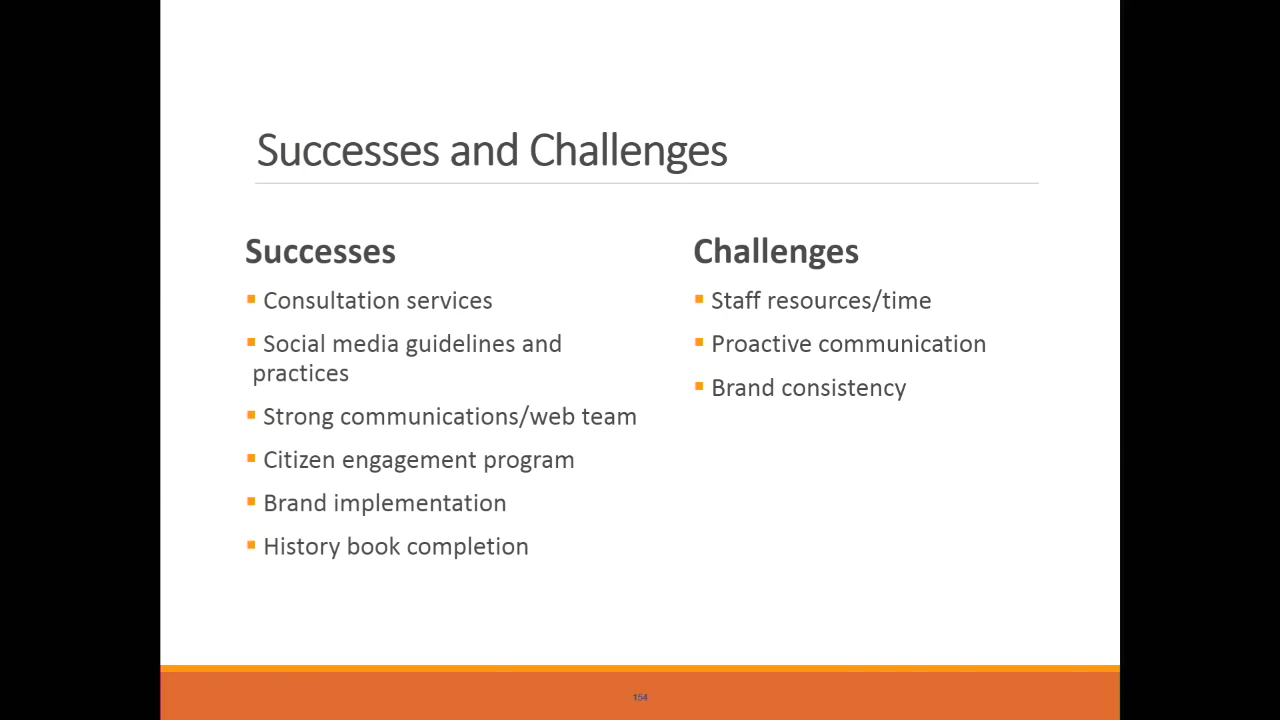 Successes and Challenges
Successes
Consultation services
Social media guidelines and
practices
Strong communications/web team
Citizen engagement program
Brand implementation
History book completion
Challenges
Staff resources/time
Proactive communication
Brand consistency
154